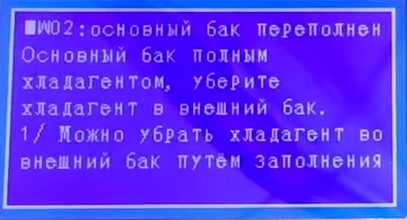 ■W02:основный бак переполнен
Основный бак полным
хладагентом, уберите
хладагент в внешний бак.
1/ Можно убрать хладагент во
внешний бак путём заполнения